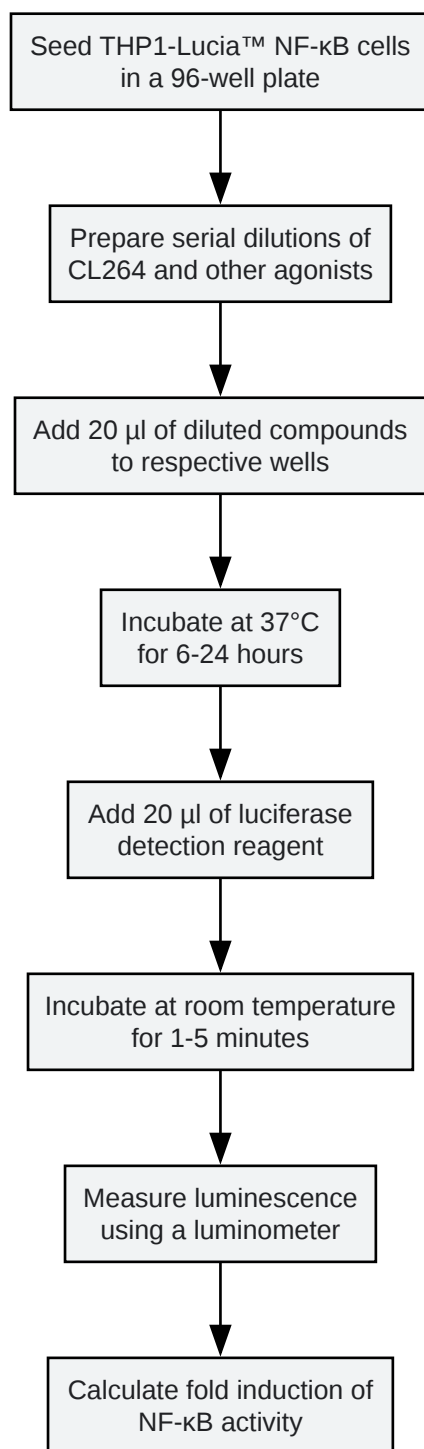 Seed THP1-Lucia™ NF-κB cells
in a 96-well plate
Prepare serial dilutions of
CL264 and other agonists
Add 20 µl of diluted compounds
to respective wells
Incubate at 37°C
for 6-24 hours
Add 20 µl of luciferase
detection reagent
Incubate at room temperature
for 1-5 minutes
Measure luminescence
using a luminometer
Calculate fold induction of
NF-κB activity